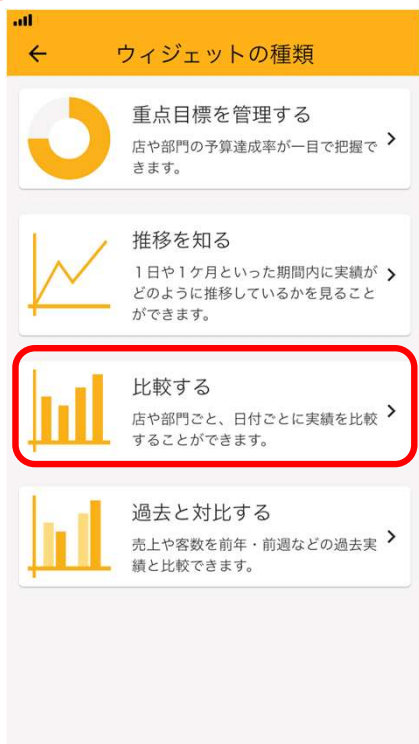 ウィジェットの種類
重点目標を管理する
店や部門の予算達成率が一目で把握で
きます。
推移を知る
１日や１ケ月といった期間内に実績が
どのように推移しているかを見ること
ができます。
比較する
店や部門ごと、日付ごとに実績を比較
することができます。
過去と対比する
売上や客数を前年・前週などの過去実
績と比較できます。